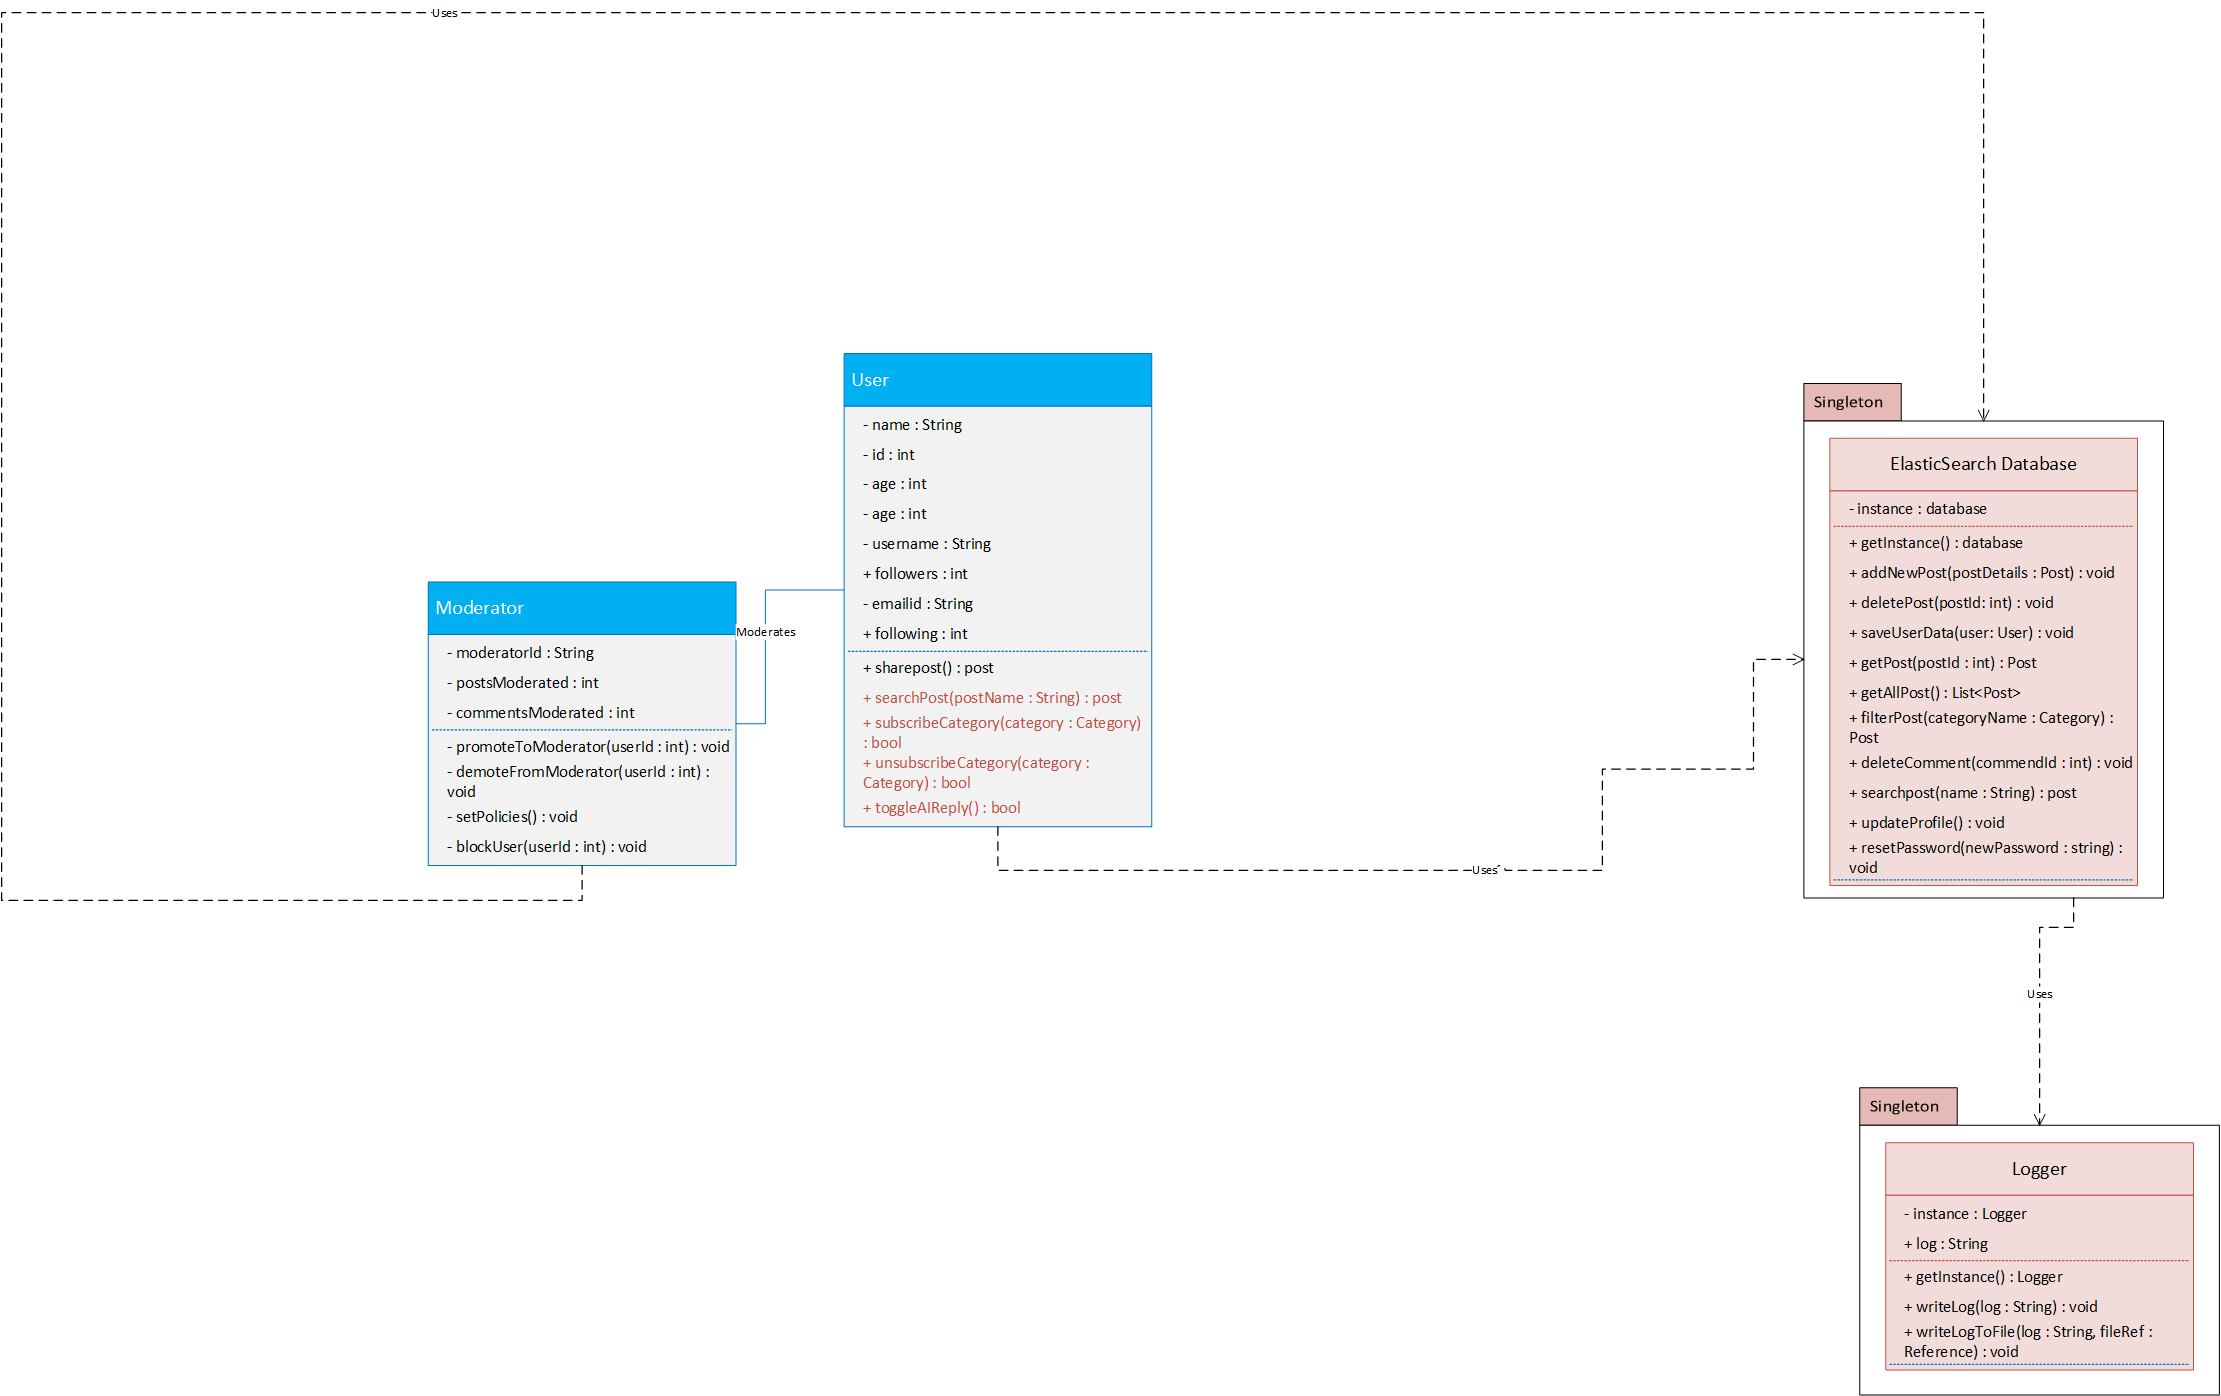 Uses
User
- name : String
- id : int
- age : int
- age : int
- username : String
+ followers : int
- emailid : String
+ following : int
+ sharepost() : post
+ searchPost(postName : String) : post
+ subscribeCategory(category : Category)
: bool
+ unsubscribeCategory(category :
Category) : bool
+ toggleAIReply() : bool
Moderator
- moderatorId : String
- postsModerated : int
- commentsModerated : int
- promoteToModerator(userId : int) : void
- demoteFromModerator(userId : int) :
void
- setPolicies() : void
- blockUser(userId : int) : void
Moderates
Uses
Singleton
ElasticSearch Database
- instance : database
+ getInstance() : database
+ addNewPost(postDetails : Post) : void
+ deletePost(postId: int) : void
+ saveUserData(user: User) : void
+ getPost(postId : int) : Post
+ getAllPost() : List<Post>
+ filterPost(categoryName : Category) :
Post
+ deleteComment(commendId : int) : void
+ searchpost(name : String) : post
+ updateProfile() : void
+ resetPassword(newPassword : string) :
void
Uses
Singleton
Logger
- instance : Logger
+ log : String
+ getInstance() : Logger
+ writeLog(log : String) : void
+ writeLogToFile(log : String, fileRef :
Reference) : void